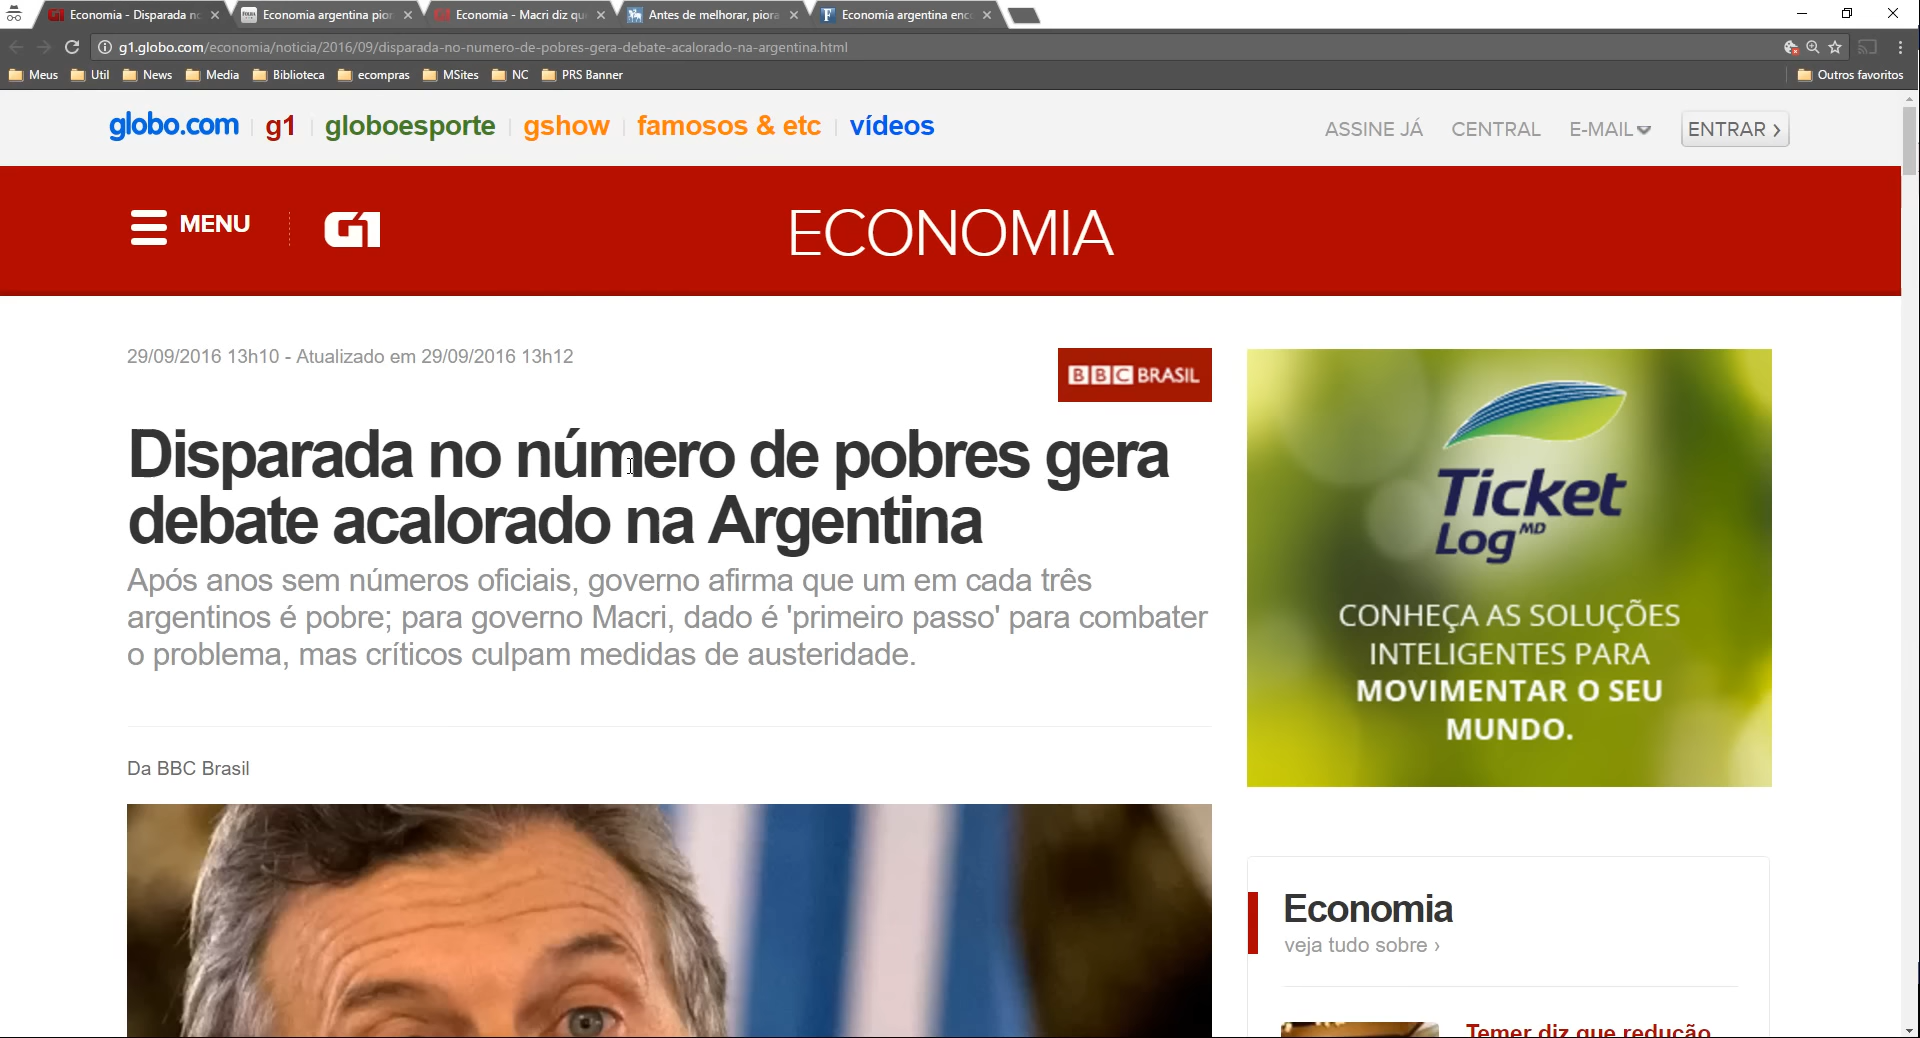 Economia - Disparada no
Economia argentina pior
Economia - Macri diz qu
Antes de melhorar, piora
Economia argentina enc
g1.globo.com/economia/noticia/2016/09/disparada-no-numero-de-pobres-gera-debate-acalorado-na-argentina.html
Meus Util News Media Biblioteca ecompras MSites NC PRS Banner Outros favoritos
globo.com g1 globoesporte gshow famosos & etc vídeos ASSINE JÁ CENTRAL E-MAIL ENTRAR ›
MENU G1 ECONOMIA
29/09/2016 13h10 - Atualizado em 29/09/2016 13h12
BBC BRASIL
Disparada no número de pobres gera
debate acalorado na Argentina
Após anos sem números oficiais, governo afirma que um em cada três
argentinos é pobre; para governo Macri, dado é 'primeiro passo' para combater
o problema, mas críticos culpam medidas de austeridade.
Da BBC Brasil
Ticket
Log MD
CONHEÇA AS SOLUÇÕES
INTELIGENTES PARA
MOVIMENTAR O SEU
MUNDO.
Economia
veja tudo sobre ›
Temer diz que redução